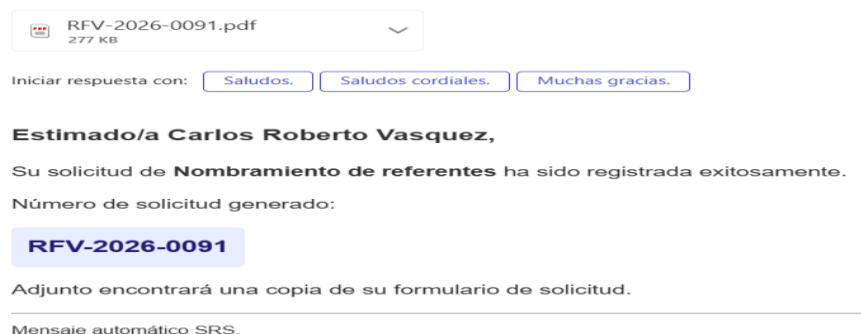 RFV-2026-0091.pdf
277 KB
Iniciar respuesta con: Saludos. Saludos cordiales. Muchas gracias.
Estimado/a Carlos Roberto Vasquez,
Su solicitud de Nombramiento de referentes ha sido registrada exitosamente.
Número de solicitud generado:
RFV-2026-0091
Adjunto encontrará una copia de su formulario de solicitud.
Mensaje automático SRS.